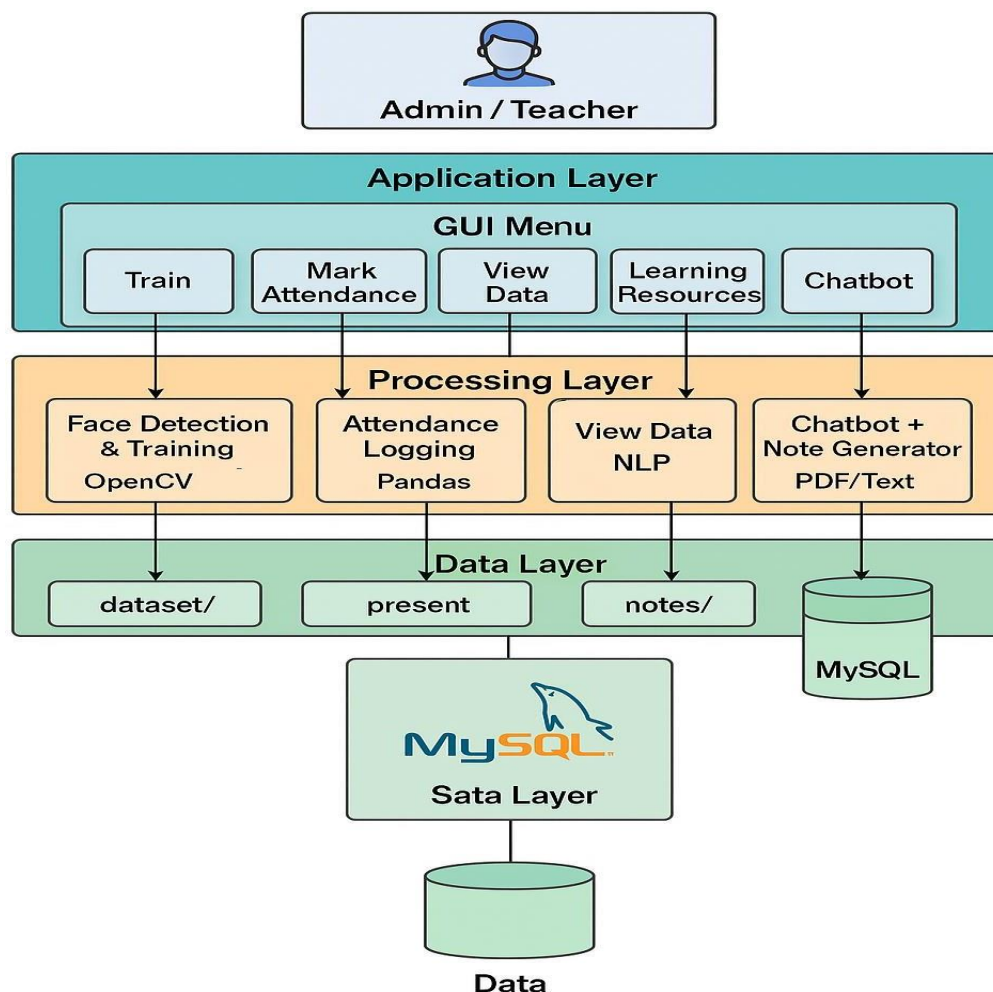 Admin / Teacher
Application Layer
GUI Menu
Train
Mark
Attendance
View
Data
Learning
Resources
Chatbot
Processing Layer
Face Detection
& Training
OpenCV
Attendance
Logging
Pandas
View Data
NLP
Chatbot +
Note Generator
PDF/Text
Data Layer
dataset/
present
notes/
MySQL
MySQL™
Sata Layer
Data